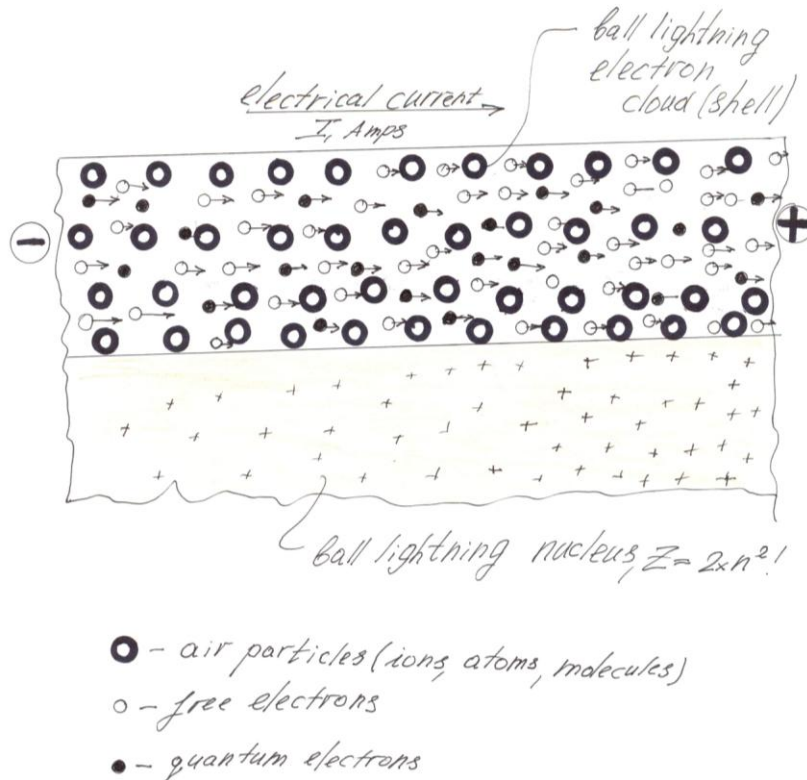 ball lightning
electron
cloud (shell)
electrical current
I, Amps
−
+
ball lightning nucleus, Z = 2×n²!
- air particles (ions, atoms, molecules)
- free electrons
- quantum electrons